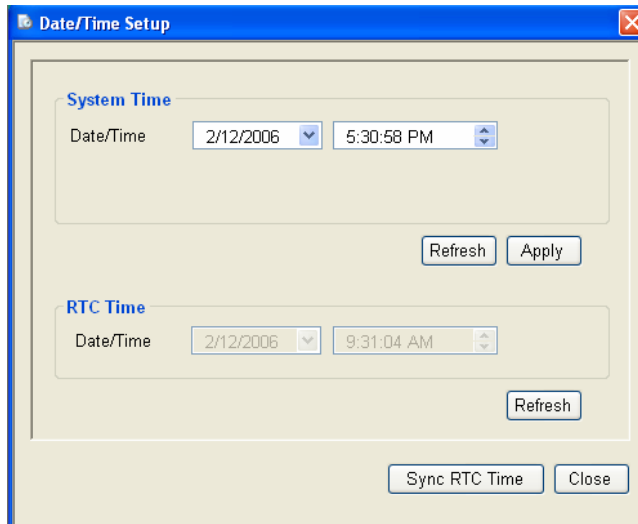 Date/Time Setup
System Time
Date/Time 2/12/2006 5:30:58 PM
Refresh Apply
RTC Time
Date/Time 2/12/2006 9:31:04 AM
Refresh
Sync RTC Time Close